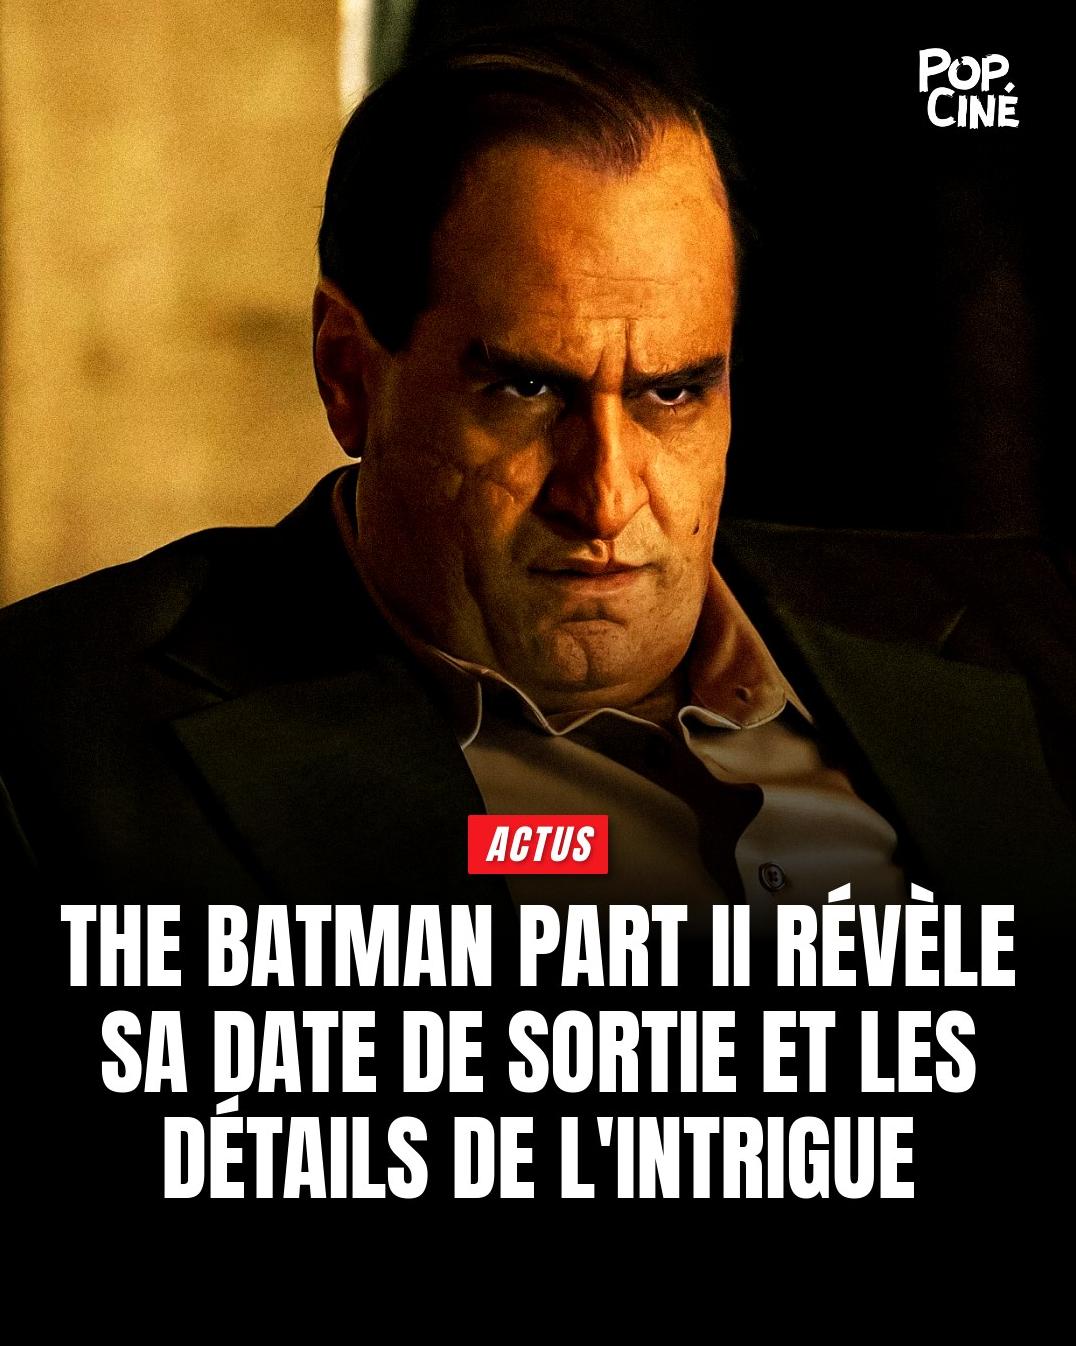 POP.
CINÉ
ACTUS
THE BATMAN PART II RÉVÈLE
SA DATE DE SORTIE ET LES
DÉTAILS DE L'INTRIGUE